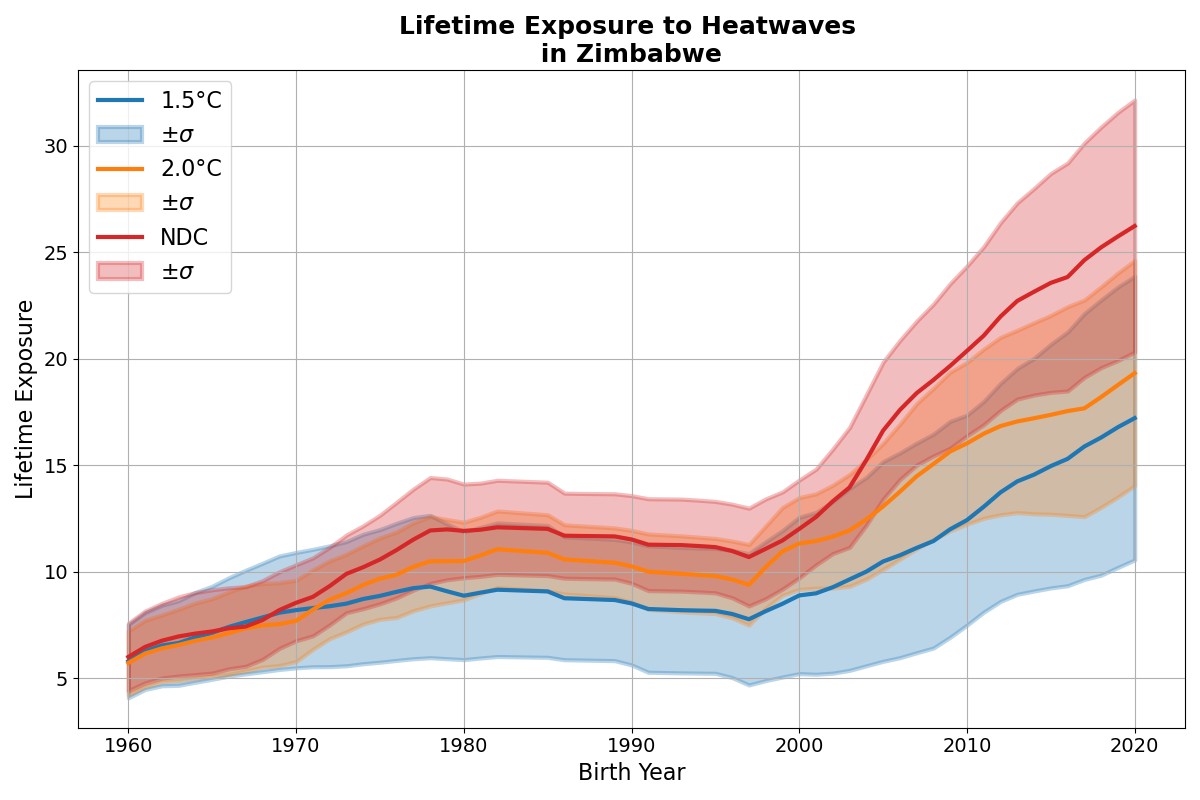 Lifetime Exposure to Heatwaves
in Zimbabwe
1.5°C
±σ
2.0°C
±σ
NDC
±σ
Lifetime Exposure
30
25
20
15
10
5
1960 1970 1980 1990 2000 2010 2020
Birth Year